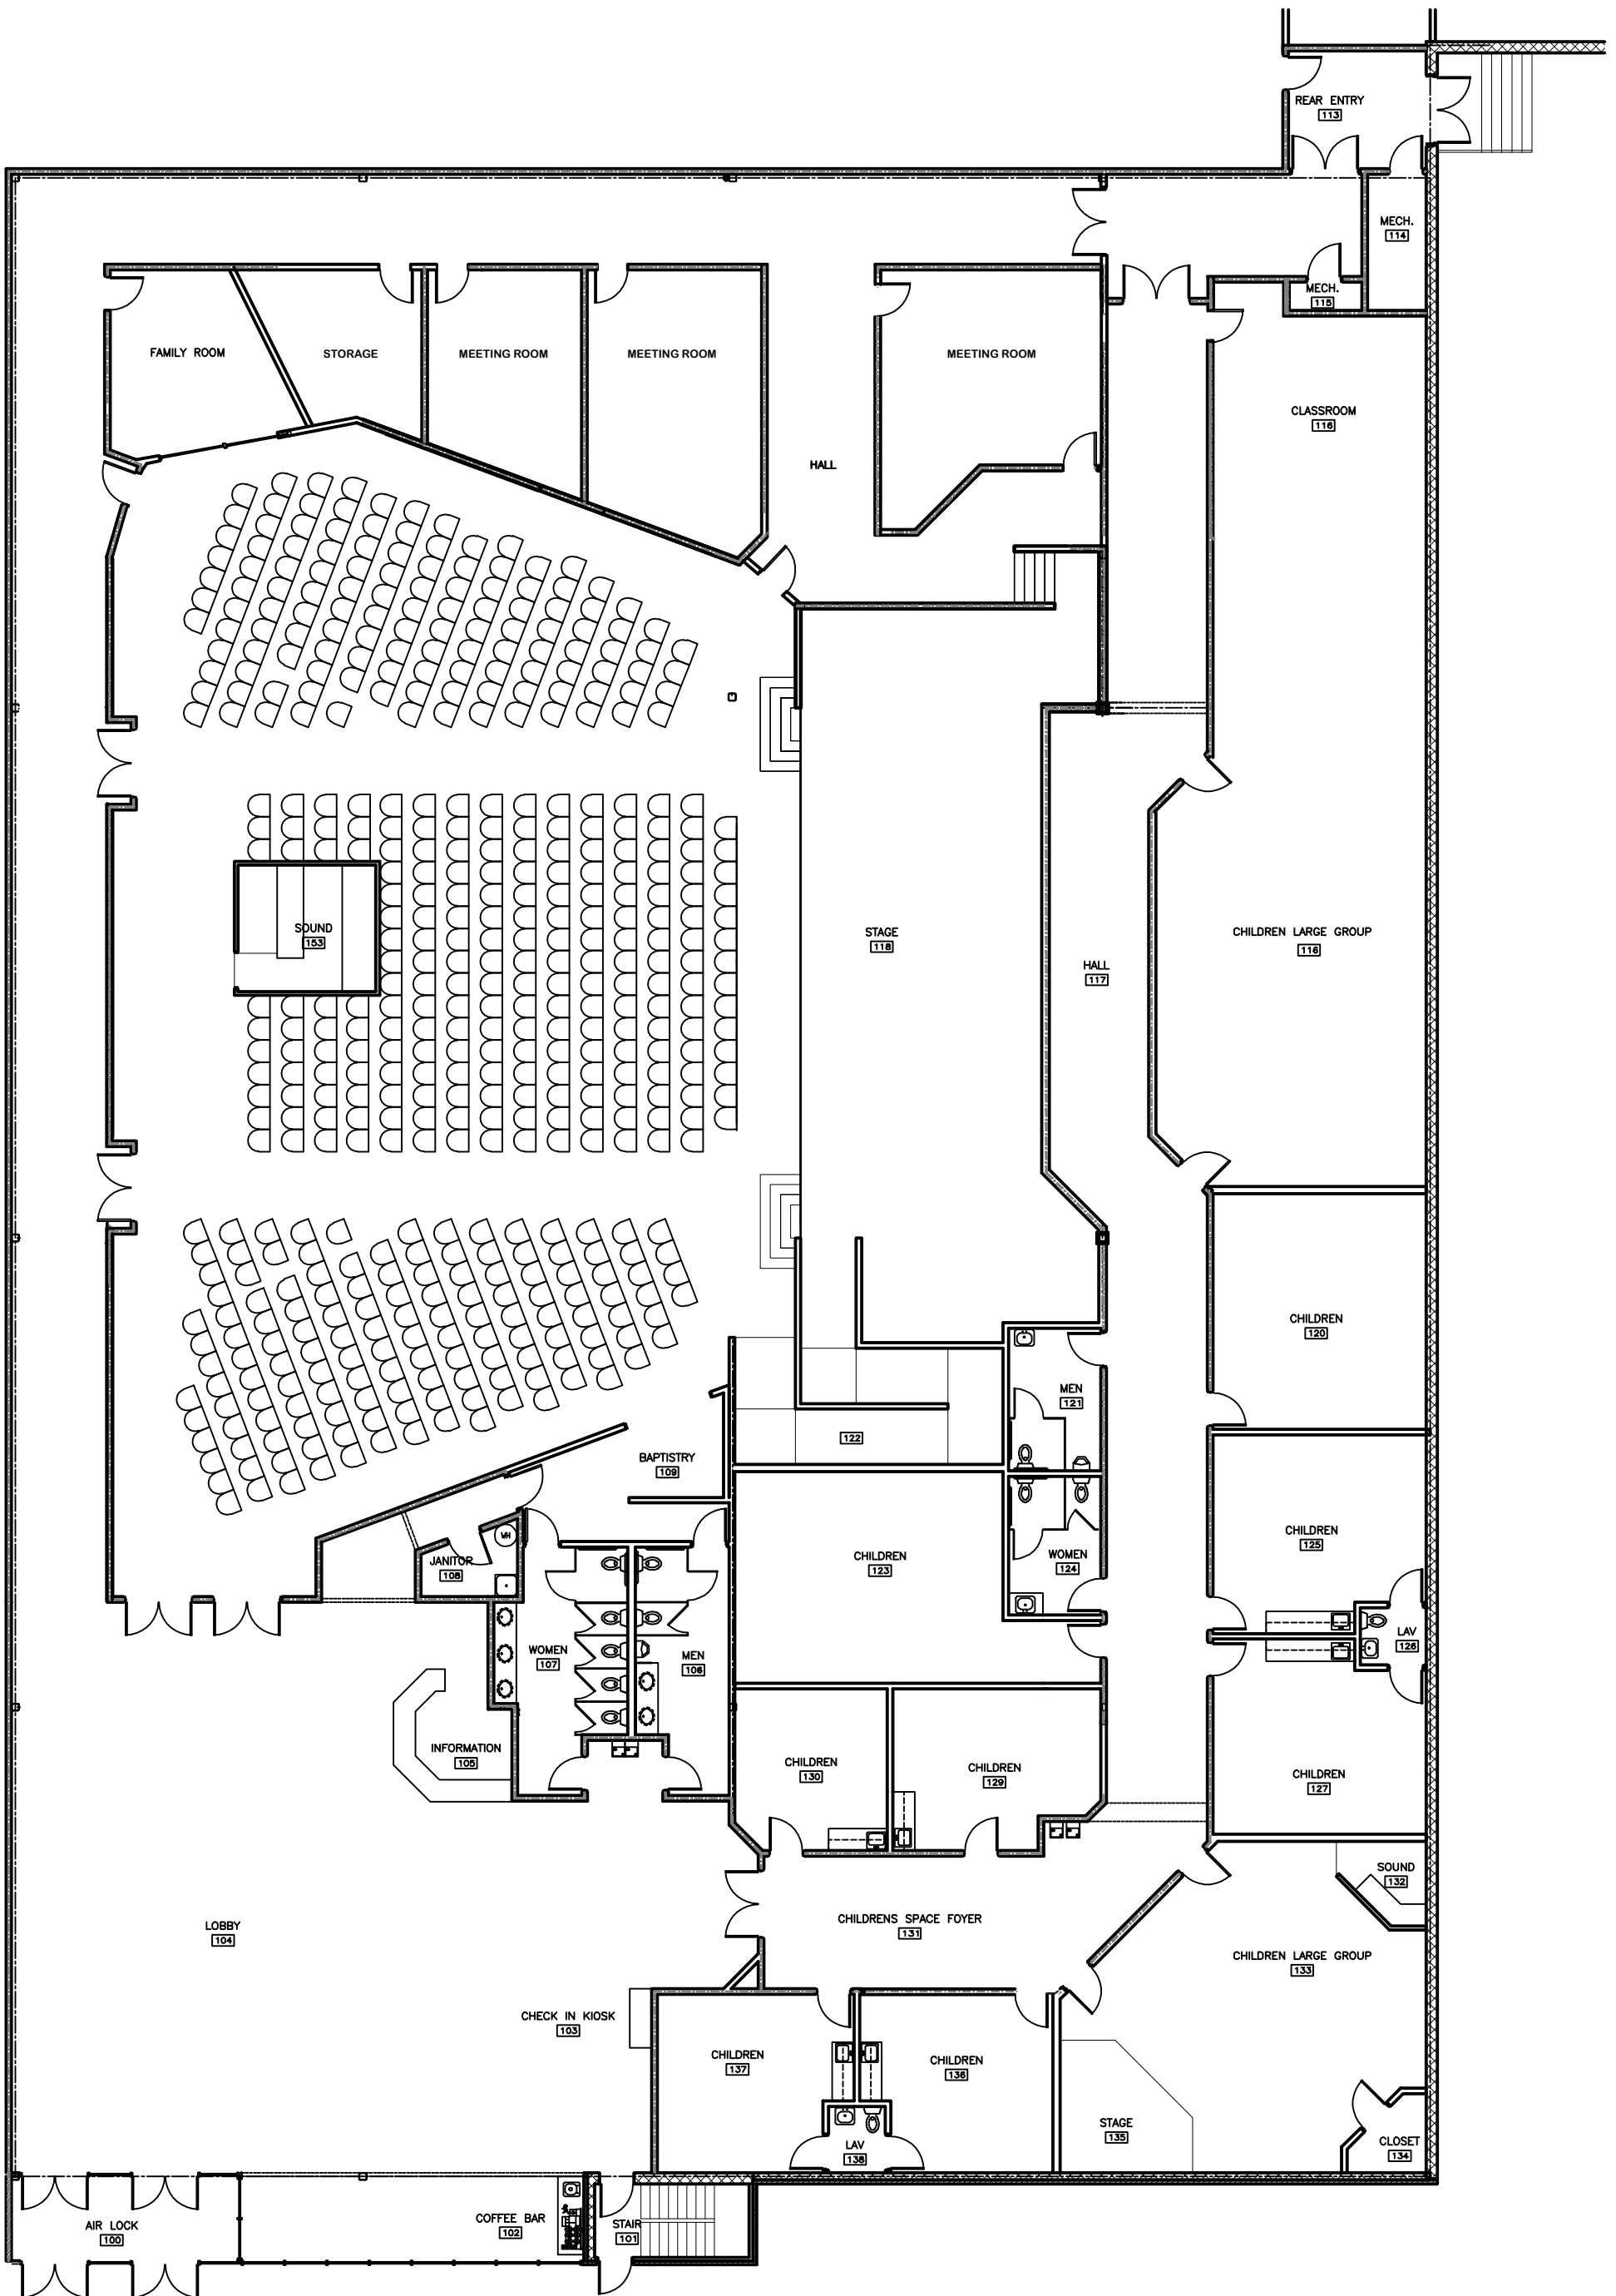 REAR ENTRY
113
MECH.
114
MECH.
115
FAMILY ROOM
STORAGE
MEETING ROOM
MEETING ROOM
MEETING ROOM
CLASSROOM
116
HALL
STAGE
118
CHILDREN LARGE GROUP
116
SOUND
153
HALL
117
CHILDREN
120
MEN
121
122
BAPTISTRY
109
WH
JANITOR
108
CHILDREN
123
WOMEN
124
CHILDREN
125
LAV
126
WOMEN
107
MEN
106
INFORMATION
105
CHILDREN
130
CHILDREN
129
CHILDREN
127
SOUND
132
LOBBY
104
CHILDRENS SPACE FOYER
131
CHILDREN LARGE GROUP
133
CHECK IN KIOSK
103
CHILDREN
137
CHILDREN
136
STAGE
135
LAV
138
CLOSET
134
AIR LOCK
100
COFFEE BAR
102
STAIR
101